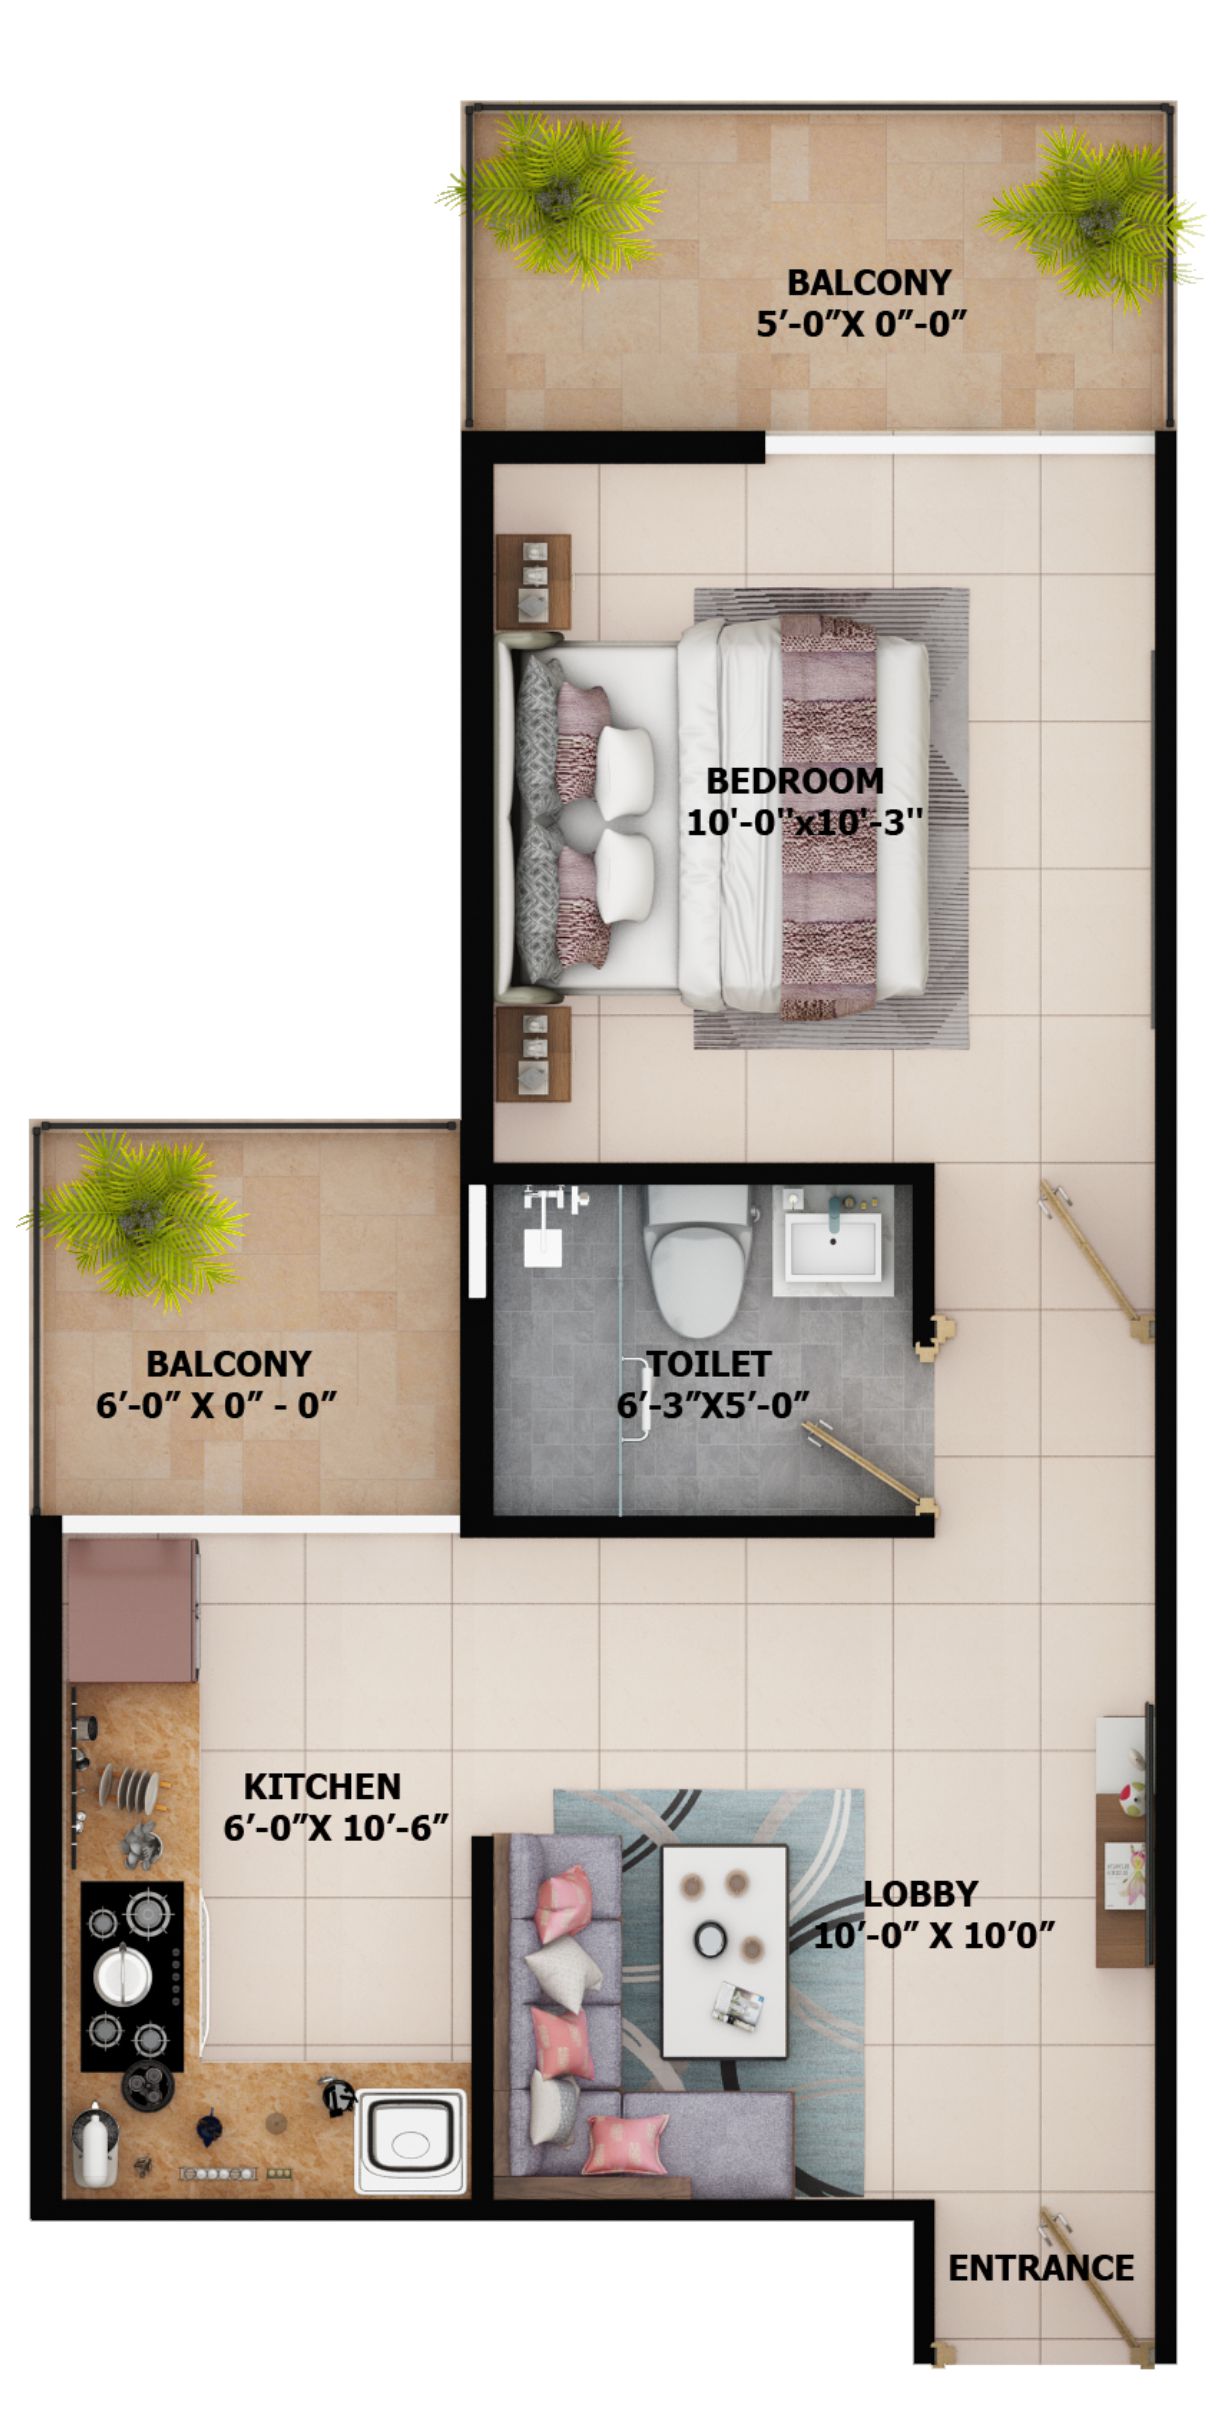 BALCONY
5′-0″X 0″-0″
BEDROOM
10'-0''x10'-3''
BALCONY
6′-0″ X 0″ - 0″
TOILET
6′-3″X5′-0″
KITCHEN
6′-0″X 10′-6″
LOBBY
10′-0″ X 10′0″
ENTRANCE